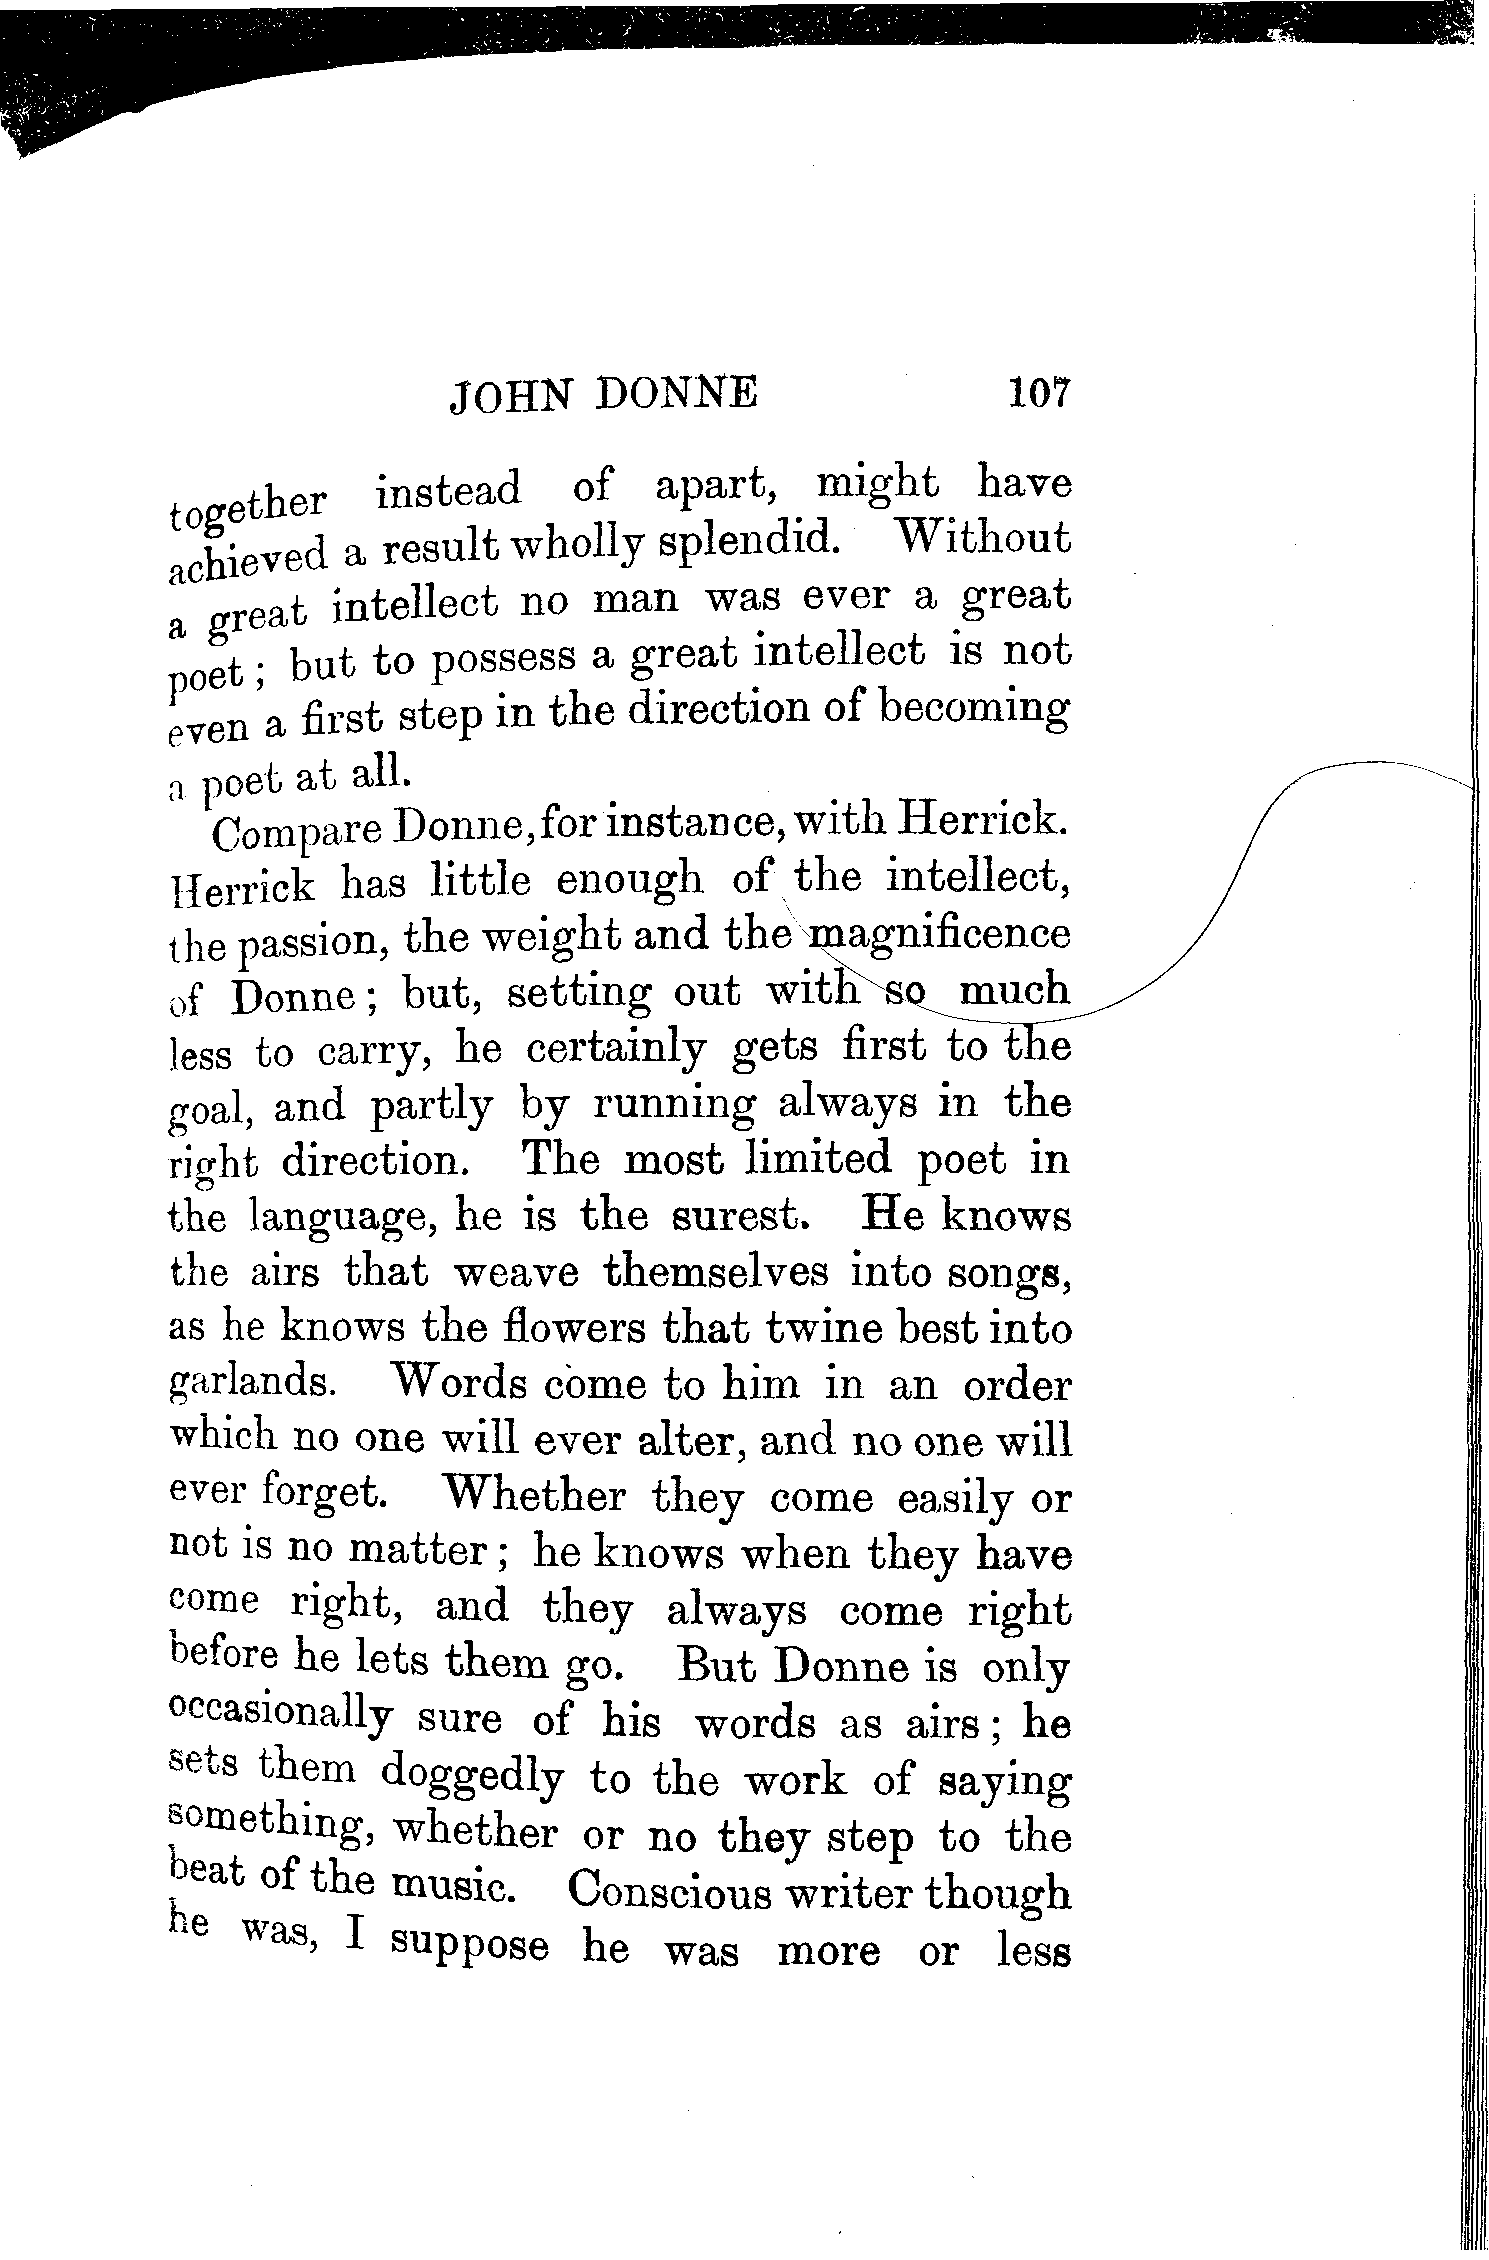 JOHN DONNE 107
together instead of apart, might have
achieved a result wholly splendid. Without
a great intellect no man was ever a great
poet; but to possess a great intellect is not
even a first step in the direction of becoming
a poet at all.
Compare Donne, for instance, with Herrick.
Herrick has little enough of the intellect,
the passion, the weight and the magnificence
of Donne; but, setting out with so much
less to carry, he certainly gets first to the
goal, and partly by running always in the
right direction. The most limited poet in
the language, he is the surest. He knows
the airs that weave themselves into songs,
as he knows the flowers that twine best into
garlands. Words come to him in an order
which no one will ever alter, and no one will
ever forget. Whether they come easily or
not is no matter; he knows when they have
come right, and they always come right
before he lets them go. But Donne is only
occasionally sure of his words as airs; he
sets them doggedly to the work of saying
something, whether or no they step to the
beat of the music. Conscious writer though
he was, I suppose he was more or less